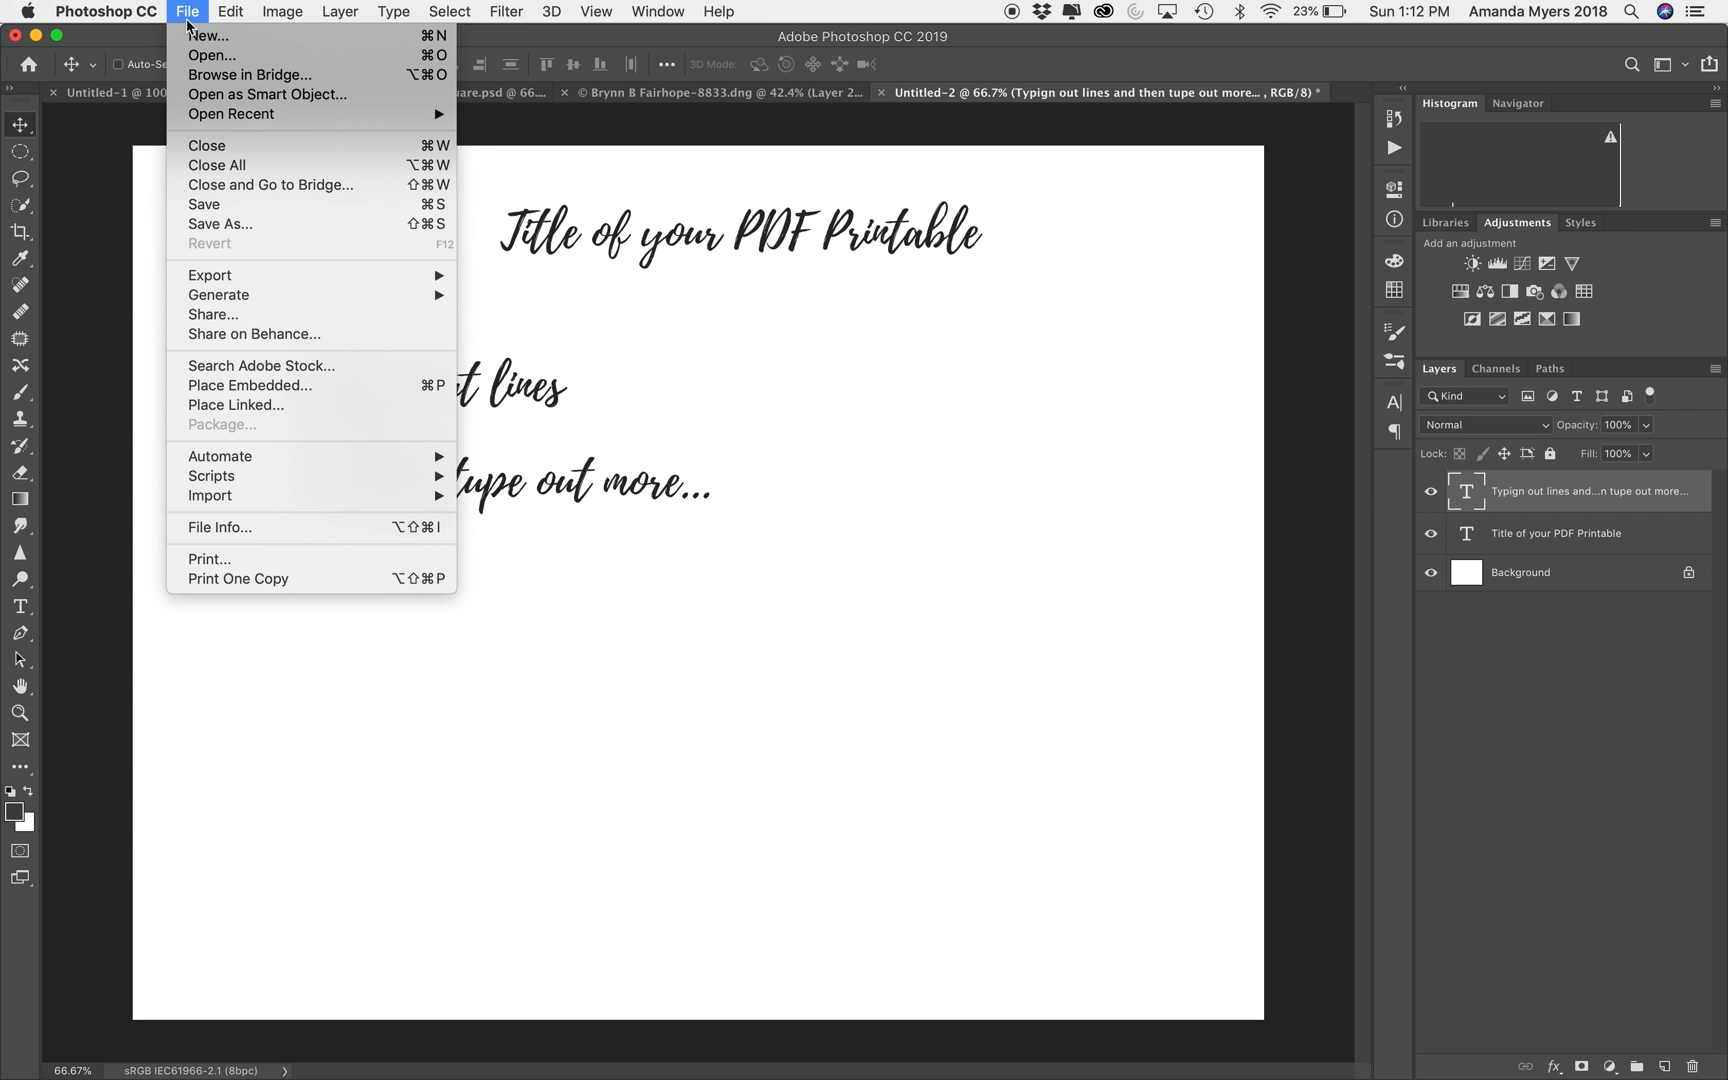 Photoshop CC File Edit Image Layer Type Select Filter 3D View Window Help 23% Sun 1:12 PM Amanda Myers 2018
Adobe Photoshop CC 2019
Auto-Se 3D Mode:
Untitled-1 @ 100 uare.psd @ 66.... © Brynn B Fairhope-8833.dng @ 42.4% (Layer 2... Untitled-2 @ 66.7% (Typign out lines and then tupe out more... , RGB/8) *
New... ⌘N
Open... ⌘O
Browse in Bridge... ⌥⌘O
Open as Smart Object...
Open Recent
Close ⌘W
Close All ⌥⌘W
Close and Go to Bridge... ⇧⌘W
Save ⌘S
Save As... ⇧⌘S
Revert F12
Export
Generate
Share...
Share on Behance...
Search Adobe Stock...
Place Embedded... ⌘P
Place Linked...
Package...
Automate
Scripts
Import
File Info... ⌥⇧⌘I
Print...
Print One Copy ⌥⇧⌘P
Title of your PDF Printable
t lines
tupe out more...
Histogram Navigator
Libraries Adjustments Styles
Add an adjustment
Layers Channels Paths
Kind
Normal Opacity: 100%
Lock: Fill: 100%
Typign out lines and...n tupe out more...
Title of your PDF Printable
Background
66.67% sRGB IEC61966-2.1 (8bpc)